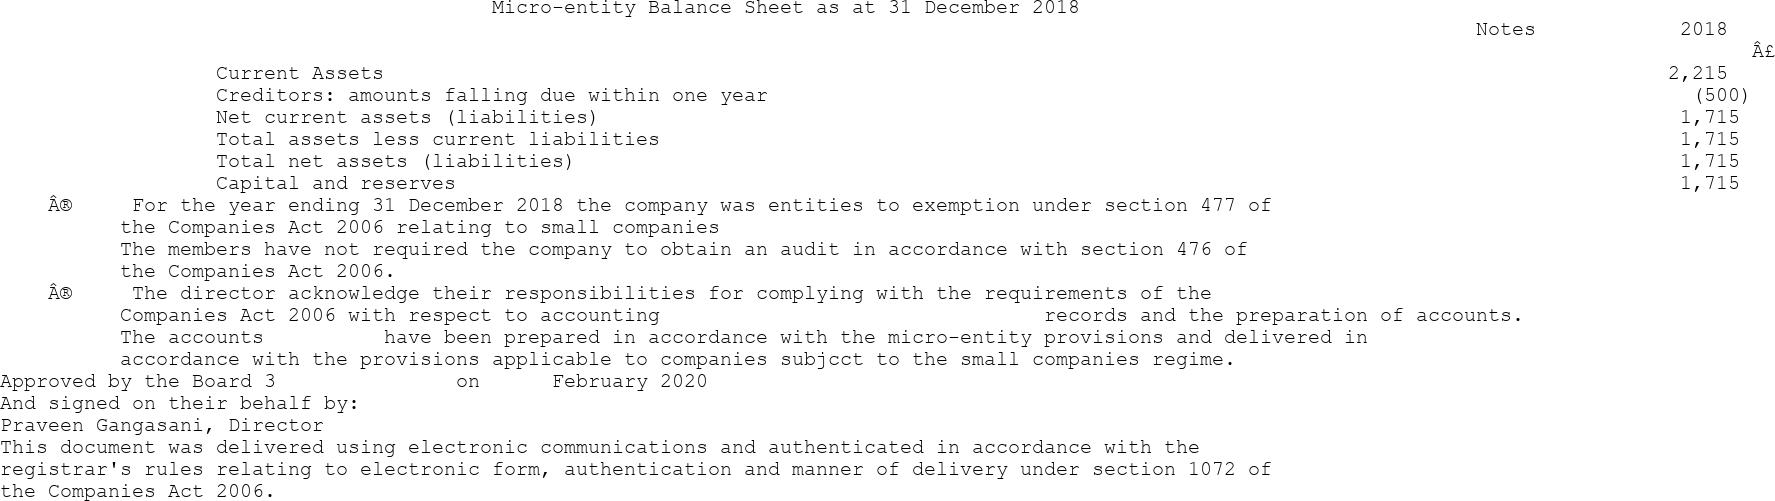 Micro-entity Balance Sheet as at 31 December 2018
Notes 2018
Â£
Current Assets 2,215
Creditors: amounts falling due within one year (500)
Net current assets (liabilities) 1,715
Total assets less current liabilities 1,715
Total net assets (liabilities) 1,715
Capital and reserves 1,715
Â® For the year ending 31 December 2018 the company was entities to exemption under section 477 of
the Companies Act 2006 relating to small companies
The members have not required the company to obtain an audit in accordance with section 476 of
the Companies Act 2006.
Â® The director acknowledge their responsibilities for complying with the requirements of the
Companies Act 2006 with respect to accounting records and the preparation of accounts.
The accounts have been prepared in accordance with the micro-entity provisions and delivered in
accordance with the provisions applicable to companies subjcct to the small companies regime.
Approved by the Board 3 on February 2020
And signed on their behalf by:
Praveen Gangasani, Director
This document was delivered using electronic communications and authenticated in accordance with the
registrar's rules relating to electronic form, authentication and manner of delivery under section 1072 of
the Companies Act 2006.